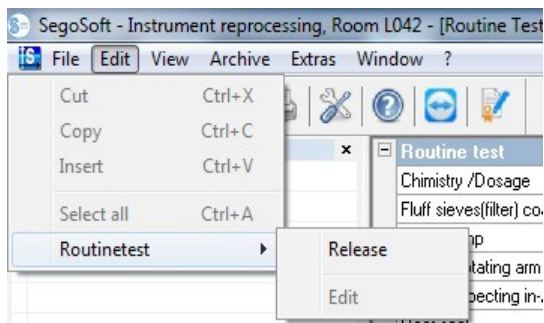 SegoSoft - Instrument reprocessing, Room L042 - [Routine Test
File Edit View Archive Extras Window ?
Cut Ctrl+X
Copy Ctrl+C
Insert Ctrl+V
Select all Ctrl+A
Routinetest
Release
Edit
Routine test
Chimistry /Dosage
Fluff sieves(filter)